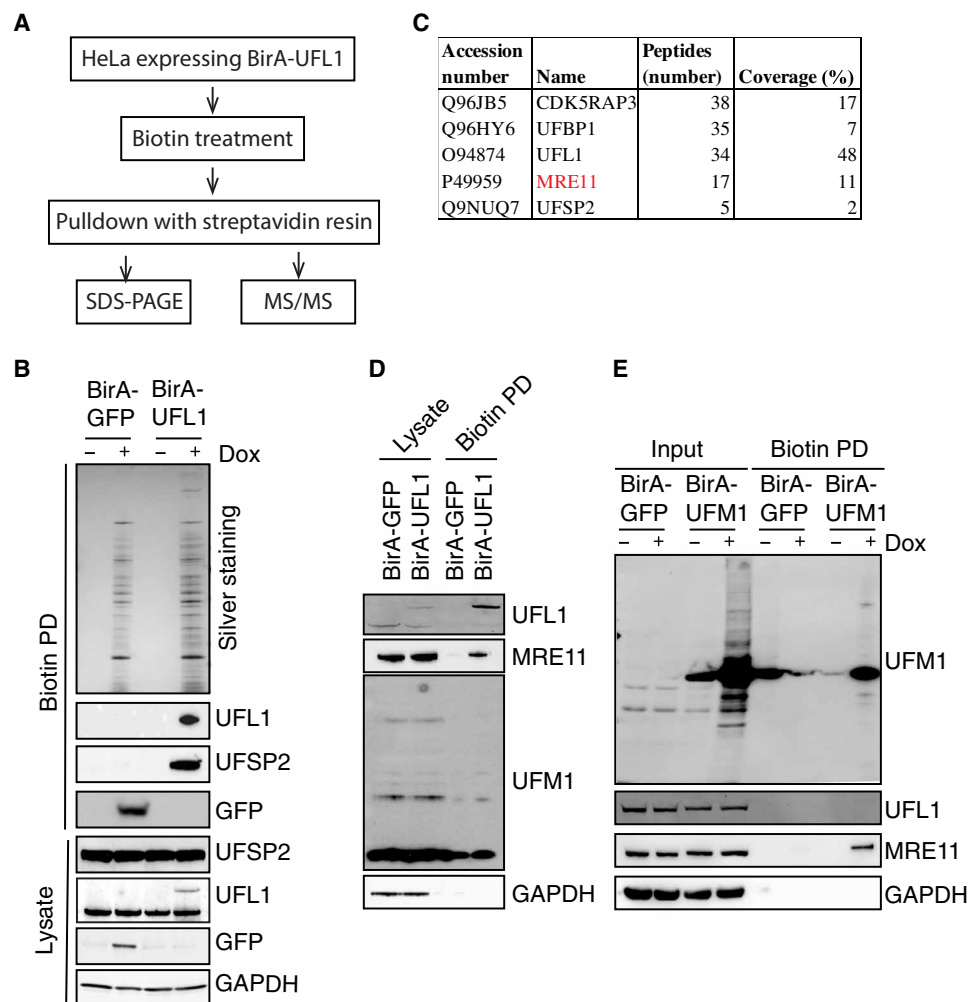 A
HeLa expressing BirA-UFL1
Biotin treatment
Pulldown with streptavidin resin
SDS-PAGE
MS/MS
C
Accession number Name Peptides (number) Coverage (%)
Q96JB5 CDK5RAP3 38 17
Q96HY6 UFBP1 35 7
O94874 UFL1 34 48
P49959 MRE11 17 11
Q9NUQ7 UFSP2 5 2
B
BirA-GFP BirA-UFL1
– + – + Dox
Biotin PD
Silver staining
UFL1
UFSP2
GFP
Lysate
UFSP2
UFL1
GFP
GAPDH
D
Lysate Biotin PD
BirA-GFP BirA-UFL1 BirA-GFP BirA-UFL1
UFL1
MRE11
UFM1
GAPDH
E
Input Biotin PD
BirA-GFP BirA-UFM1 BirA-GFP BirA-UFM1
– + – + – + – + Dox
UFM1
UFL1
MRE11
GAPDH